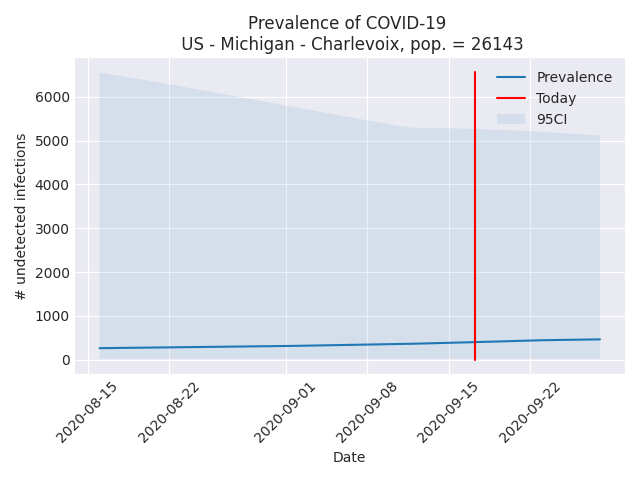 Prevalence of COVID-19
US - Michigan - Charlevoix, pop. = 26143
Prevalence
Today
95CI
# undetected infections
6000
5000
4000
3000
2000
1000
0
2020-08-15
2020-08-22
2020-09-01
2020-09-08
2020-09-15
2020-09-22
Date